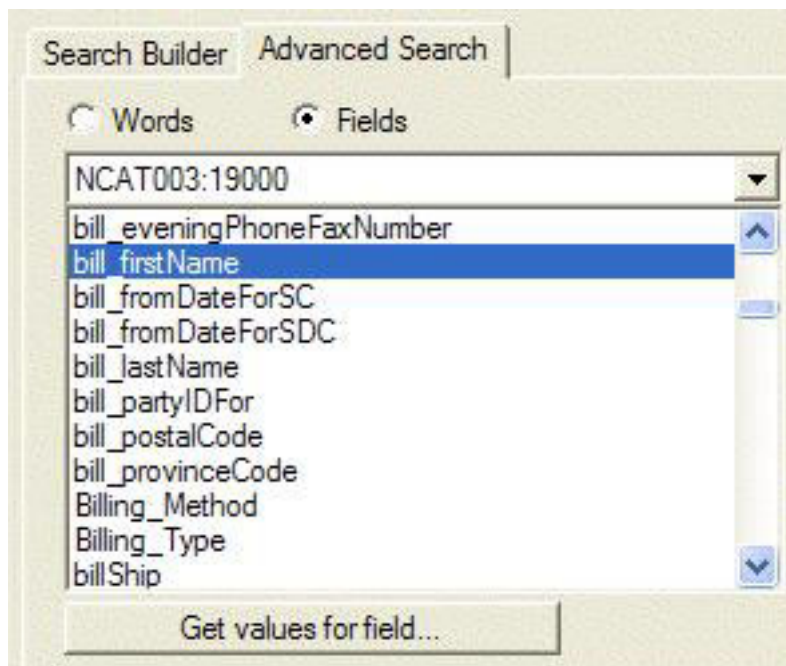 Search Builder Advanced Search
Words Fields
NCAT003:19000
bill_eveningPhoneFaxNumber
bill_firstName
bill_fromDateForSC
bill_fromDateForSDC
bill_lastName
bill_partyIDFor
bill_postalCode
bill_provinceCode
Billing_Method
Billing_Type
billShip
Get values for field...